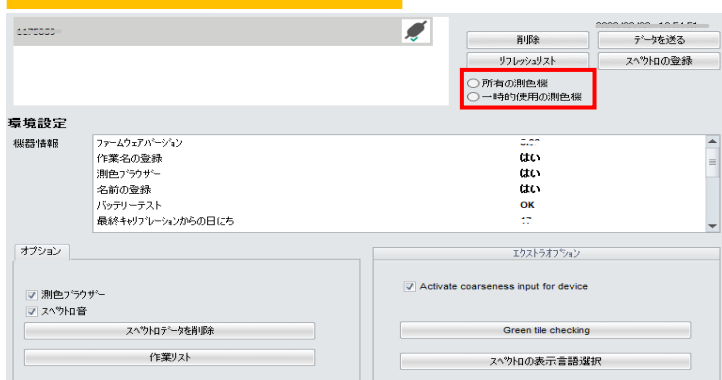 削除
データを送る
リフレッシュリスト
スペクトロの登録
所有の測色機
一時的使用の測色機
環境設定
機器情報
ファームウェアバージョン
作業名の登録 はい
測色ブラウザー はい
名前の登録 はい
バッテリーテスト OK
最終キャリブレーションからの日にち
オプション
測色ブラウザー
スペクトロ音
スペクトロデータを削除
作業リスト
エクストラオプション
Activate coarseness input for device
Green tile checking
スペクトロの表示言語選択